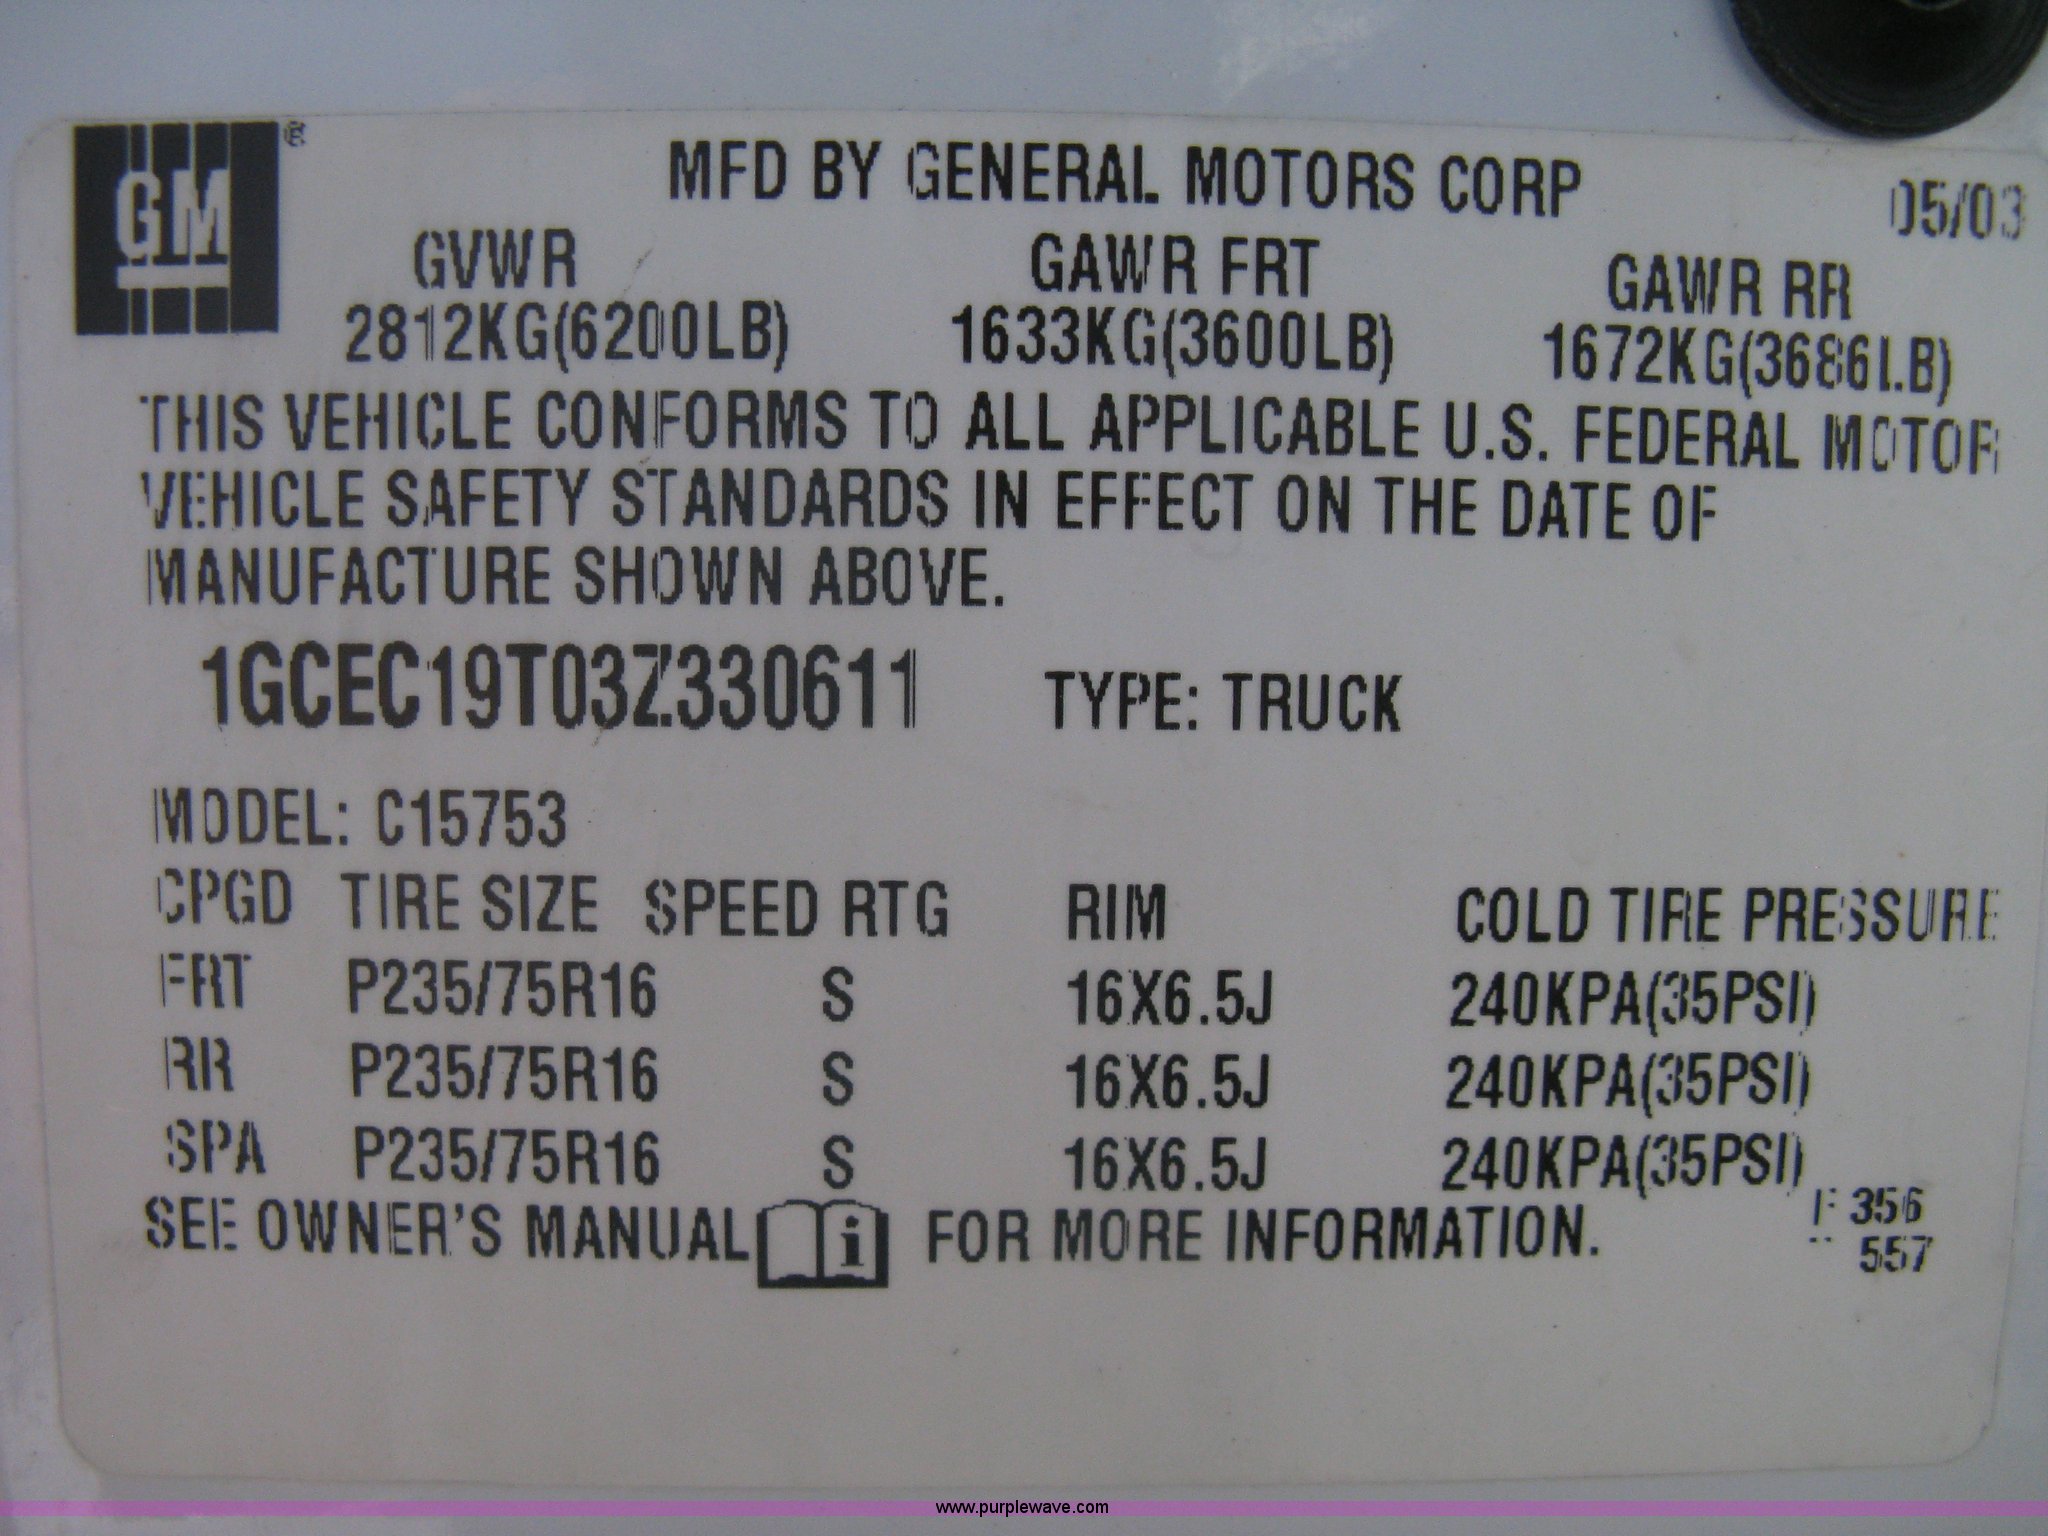 GM®
MFD BY GENERAL MOTORS CORP
05/03
GVWR GAWR FRT GAWR RR
2812KG(6200LB) 1633KG(3600LB) 1672KG(3686LB)
THIS VEHICLE CONFORMS TO ALL APPLICABLE U.S. FEDERAL MOTOR
VEHICLE SAFETY STANDARDS IN EFFECT ON THE DATE OF
MANUFACTURE SHOWN ABOVE.
1GCEC19T03Z330611 TYPE: TRUCK
MODEL: C15753
CPGD TIRE SIZE SPEED RTG RIM COLD TIRE PRESSURE
FRT P235/75R16 S 16X6.5J 240KPA(35PSI)
RR P235/75R16 S 16X6.5J 240KPA(35PSI)
SPA P235/75R16 S 16X6.5J 240KPA(35PSI)
SEE OWNER'S MANUAL i FOR MORE INFORMATION.
356
557
www.purplewave.com